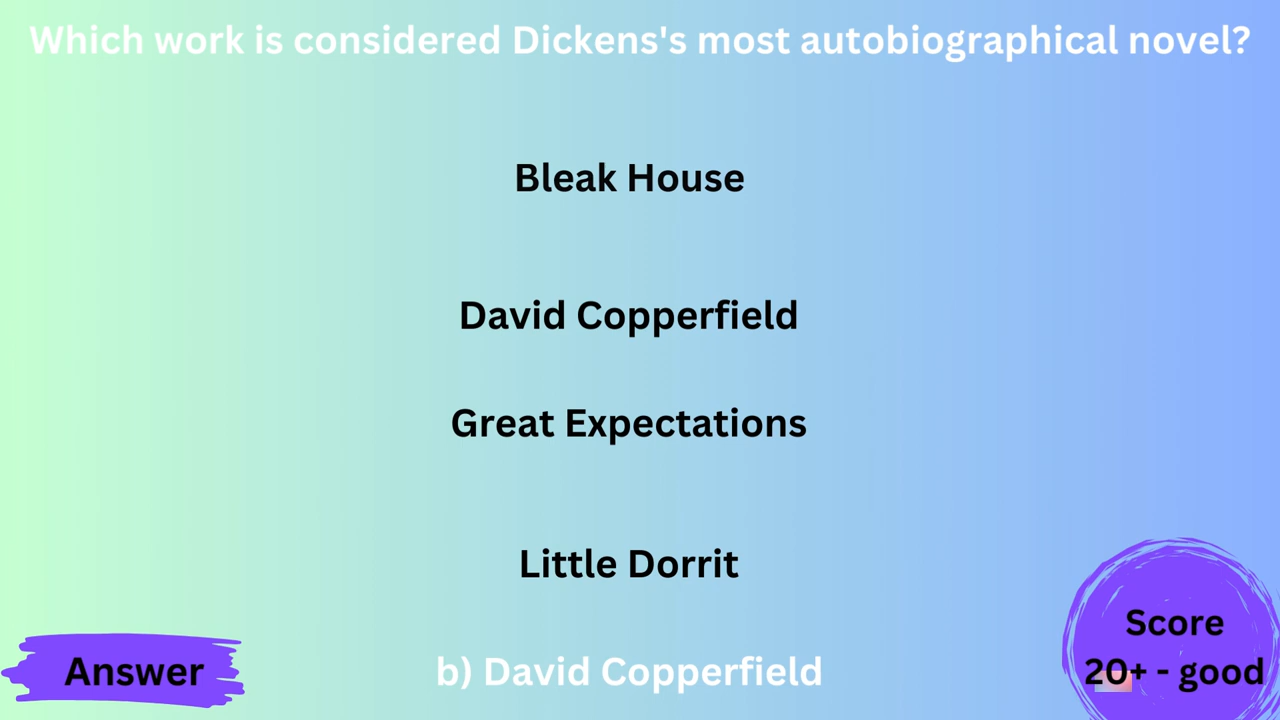 Which work is considered Dickens's most autobiographical novel?
Bleak House
David Copperfield
Great Expectations
Little Dorrit
Answer
b) David Copperfield
Score
20+ - good